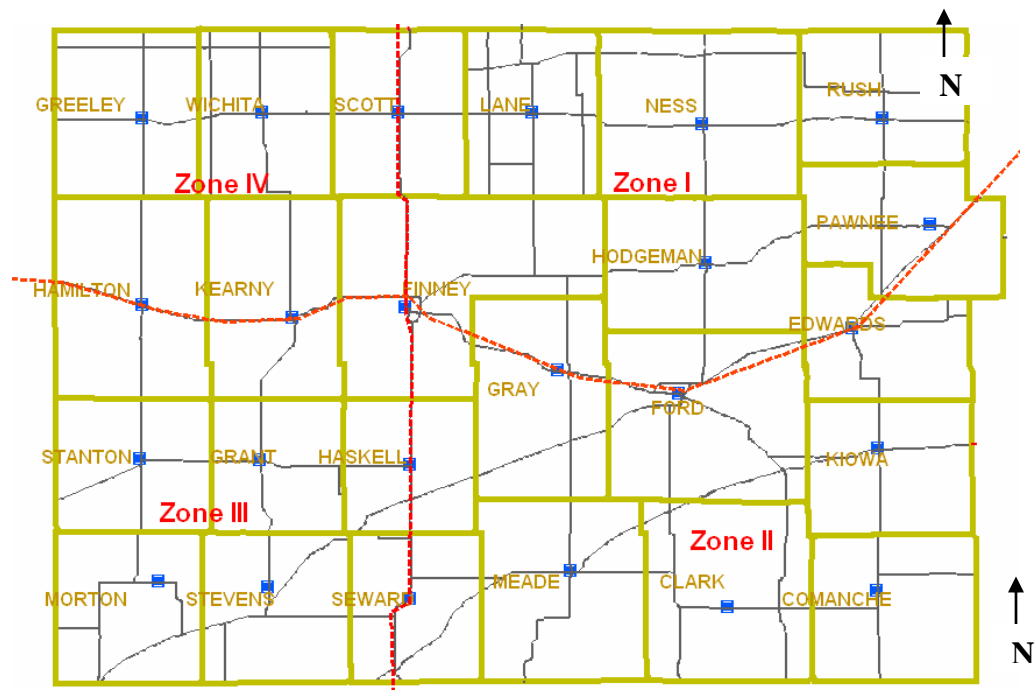 GREELEY
WICHITA
SCOTT
LANE
NESS
RUSH
N
Zone IV
Zone I
PAWNEE
HODGEMAN
HAMILTON
KEARNY
FINNEY
EDWARDS
GRAY
FORD
STANTON
GRANT
HASKELL
KIOWA
Zone III
Zone II
MORTON
STEVENS
SEWARD
MEADE
CLARK
COMANCHE
N